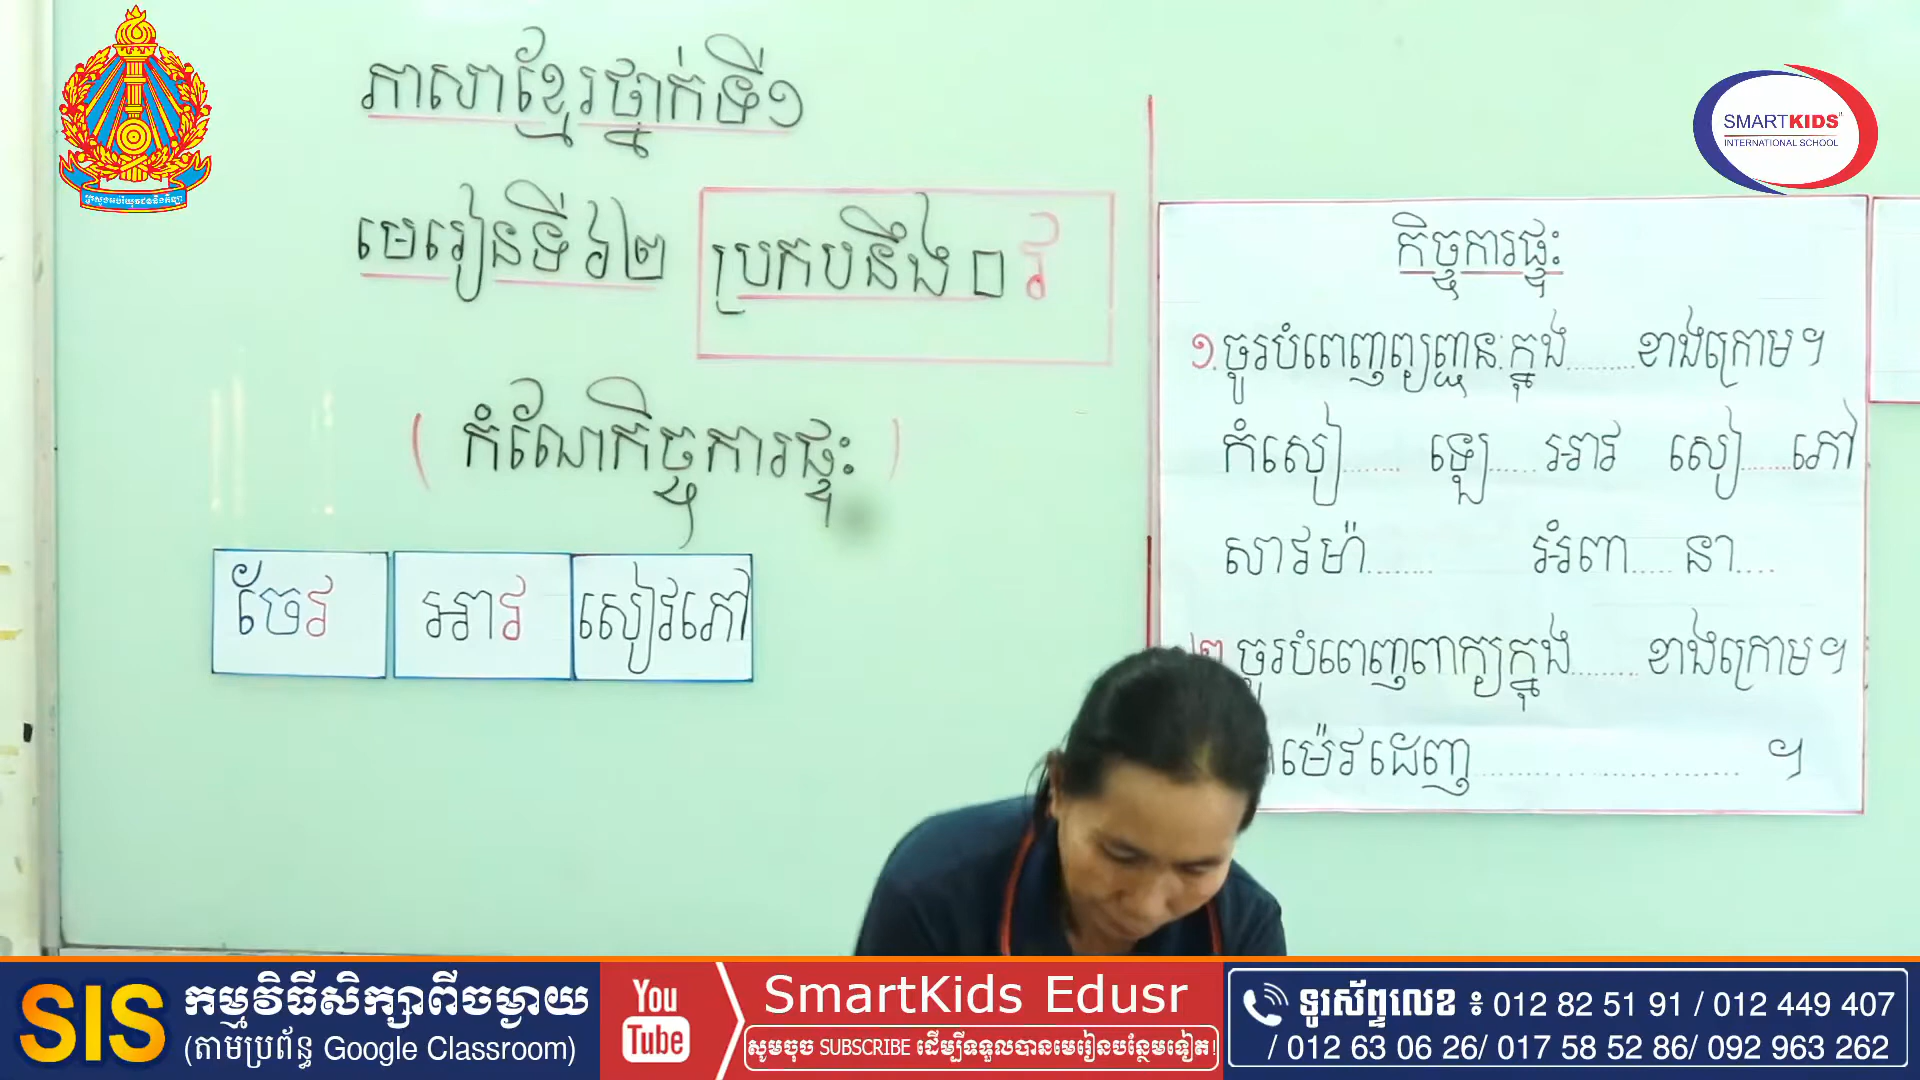 ភាសាខ្មែរថ្នាក់ទី១
មេរៀនទី៦២ ប្រកបនឹង ០វ
(កំណែកិច្ចការផ្ទះ)
ចែវ អាវ សៀវភៅ
SMARTKIDS
INTERNATIONAL SCHOOL
កិច្ចការផ្ទះ
១.ចូរបំពេញព្យព្ជានៈក្នុង.........ខាងក្រោម។
កំសៀ....... ឡេ...... អាវ សៀ.......ភៅ
សាវម៉ា........ អំពា..... នា....
២.ចូរបំពេញពាក្យក្នុង........ ខាងក្រោម។
ម៉ែវដេញ.............................. ។
SIS
កម្មវិធីសិក្សាពីចម្ងាយ
(តាមប្រព័ន្ធ Google Classroom)
You
Tube
SmartKids Edusr
សូមចុច SUBSCRIBE ដើម្បីទទួលបានមេរៀនបន្ថែមទៀត!
ទូរស័ព្ទលេខ ៖ 012 82 51 91 / 012 449 407
/ 012 63 06 26/ 017 58 52 86/ 092 963 262